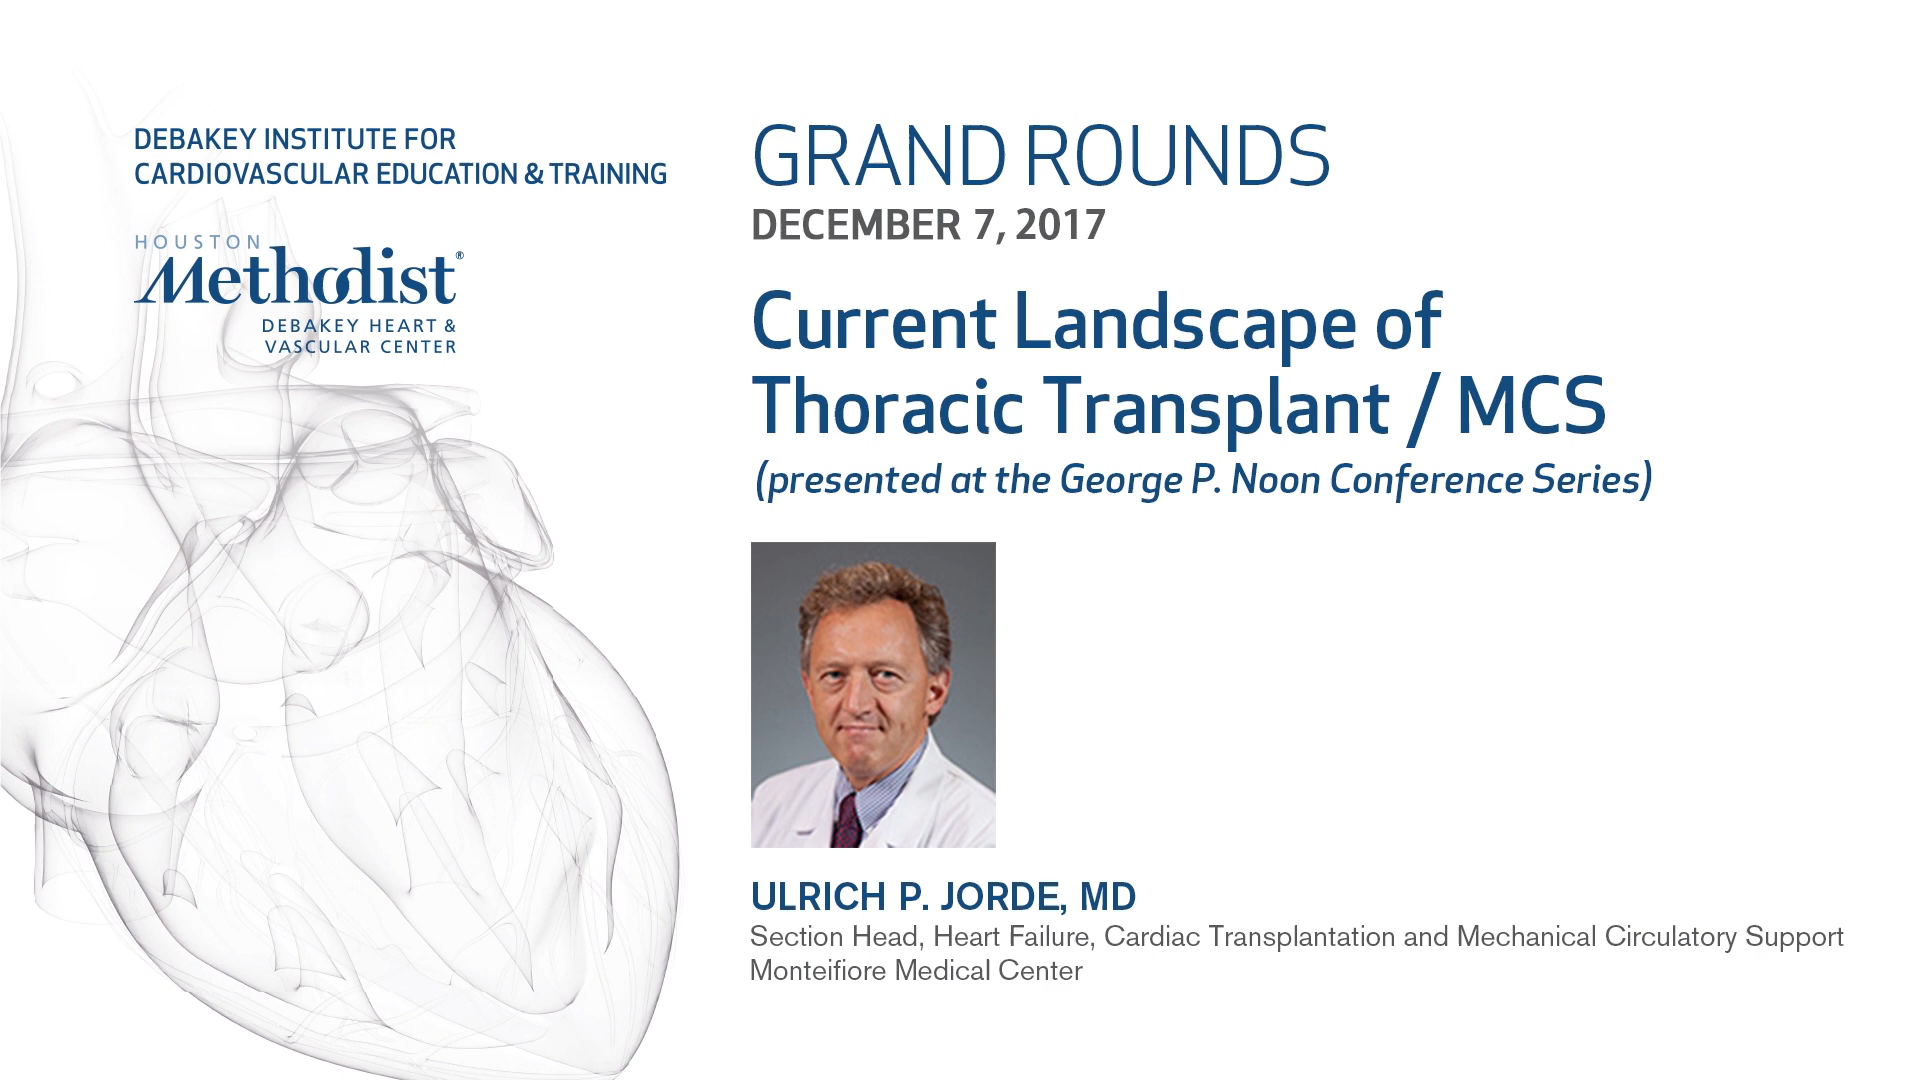 DEBAKEY INSTITUTE FOR
CARDIOVASCULAR EDUCATION & TRAINING
HOUSTON
Methodist®
DEBAKEY HEART &
VASCULAR CENTER
GRAND ROUNDS
DECEMBER 7, 2017
Current Landscape of
Thoracic Transplant / MCS
(presented at the George P. Noon Conference Series)
ULRICH P. JORDE, MD
Section Head, Heart Failure, Cardiac Transplantation and Mechanical Circulatory Support
Monteifiore Medical Center